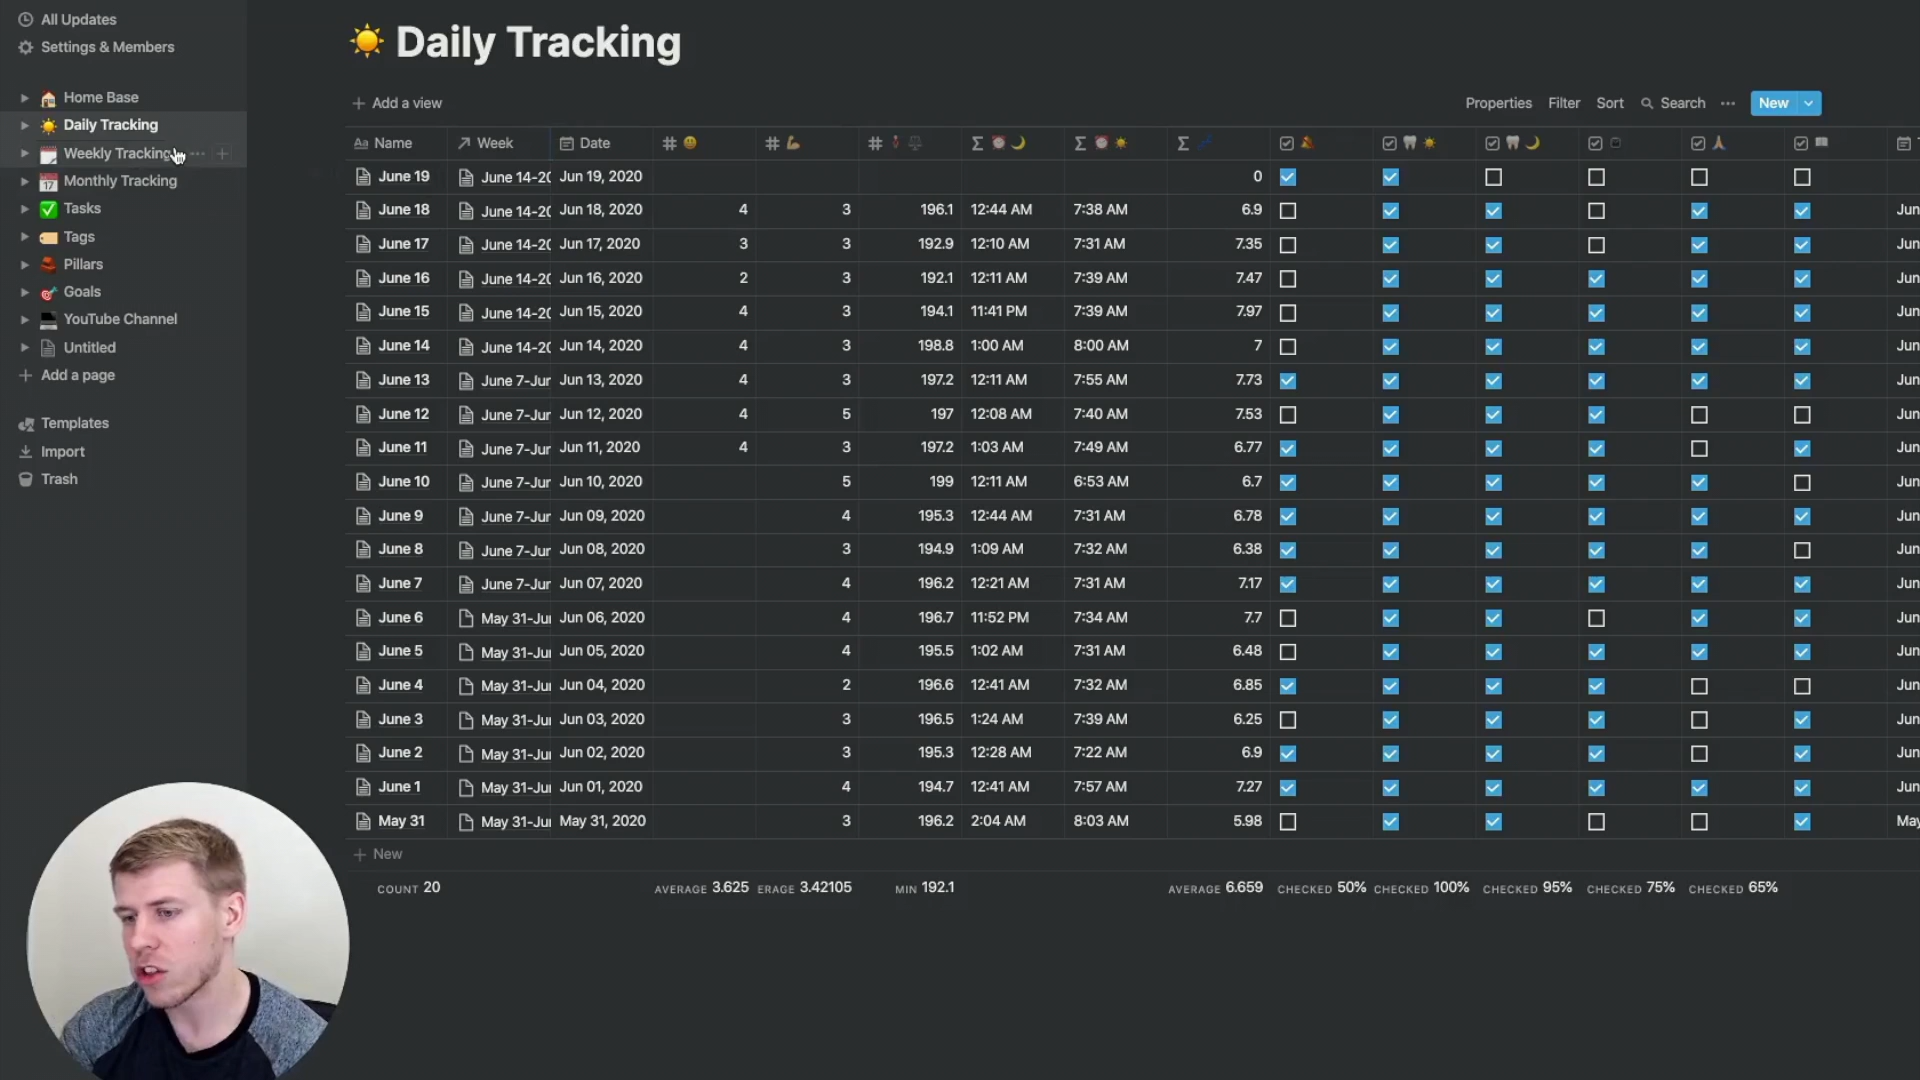 All Updates
Settings & Members
Home Base
Daily Tracking
Weekly Tracking
Monthly Tracking
17
Tasks
Tags
Pillars
Goals
YouTube Channel
Untitled
Add a page
Templates
Import
Trash
Daily Tracking
Add a view
Properties Filter Sort Search New
Aa Name Week Date
June 19 June 14-20 Jun 19, 2020 0
June 18 June 14-20 Jun 18, 2020 4 3 196.1 12:44 AM 7:38 AM 6.9 Jun
June 17 June 14-20 Jun 17, 2020 3 3 192.9 12:10 AM 7:31 AM 7.35 Jun
June 16 June 14-20 Jun 16, 2020 2 3 192.1 12:11 AM 7:39 AM 7.47 Jun
June 15 June 14-20 Jun 15, 2020 4 3 194.1 11:41 PM 7:39 AM 7.97 Jun
June 14 June 14-20 Jun 14, 2020 4 3 198.8 1:00 AM 8:00 AM 7 Jun
June 13 June 7-Jur Jun 13, 2020 4 3 197.2 12:11 AM 7:55 AM 7.73 Jun
June 12 June 7-Jur Jun 12, 2020 4 5 197 12:08 AM 7:40 AM 7.53 Jun
June 11 June 7-Jur Jun 11, 2020 4 3 197.2 1:03 AM 7:49 AM 6.77 Jun
June 10 June 7-Jur Jun 10, 2020 5 199 12:11 AM 6:53 AM 6.7 Jun
June 9 June 7-Jur Jun 09, 2020 4 195.3 12:44 AM 7:31 AM 6.78 Jun
June 8 June 7-Jur Jun 08, 2020 3 194.9 1:09 AM 7:32 AM 6.38 Jun
June 7 June 7-Jur Jun 07, 2020 4 196.2 12:21 AM 7:31 AM 7.17 Jun
June 6 May 31-Jui Jun 06, 2020 4 196.7 11:52 PM 7:34 AM 7.7 Jun
June 5 May 31-Jui Jun 05, 2020 4 195.5 1:02 AM 7:31 AM 6.48 Jun
June 4 May 31-Jui Jun 04, 2020 2 196.6 12:41 AM 7:32 AM 6.85 Jun
June 3 May 31-Jui Jun 03, 2020 3 196.5 1:24 AM 7:39 AM 6.25 Jun
June 2 May 31-Jui Jun 02, 2020 3 195.3 12:28 AM 7:22 AM 6.9 Jun
June 1 May 31-Jui Jun 01, 2020 4 194.7 12:41 AM 7:57 AM 7.27 Jun
May 31 May 31-Jui May 31, 2020 3 196.2 2:04 AM 8:03 AM 5.98 May
New
COUNT 20 AVERAGE 3.625 ERAGE 3.42105 MIN 192.1 AVERAGE 6.659 CHECKED 50% CHECKED 100% CHECKED 95% CHECKED 75% CHECKED 65%